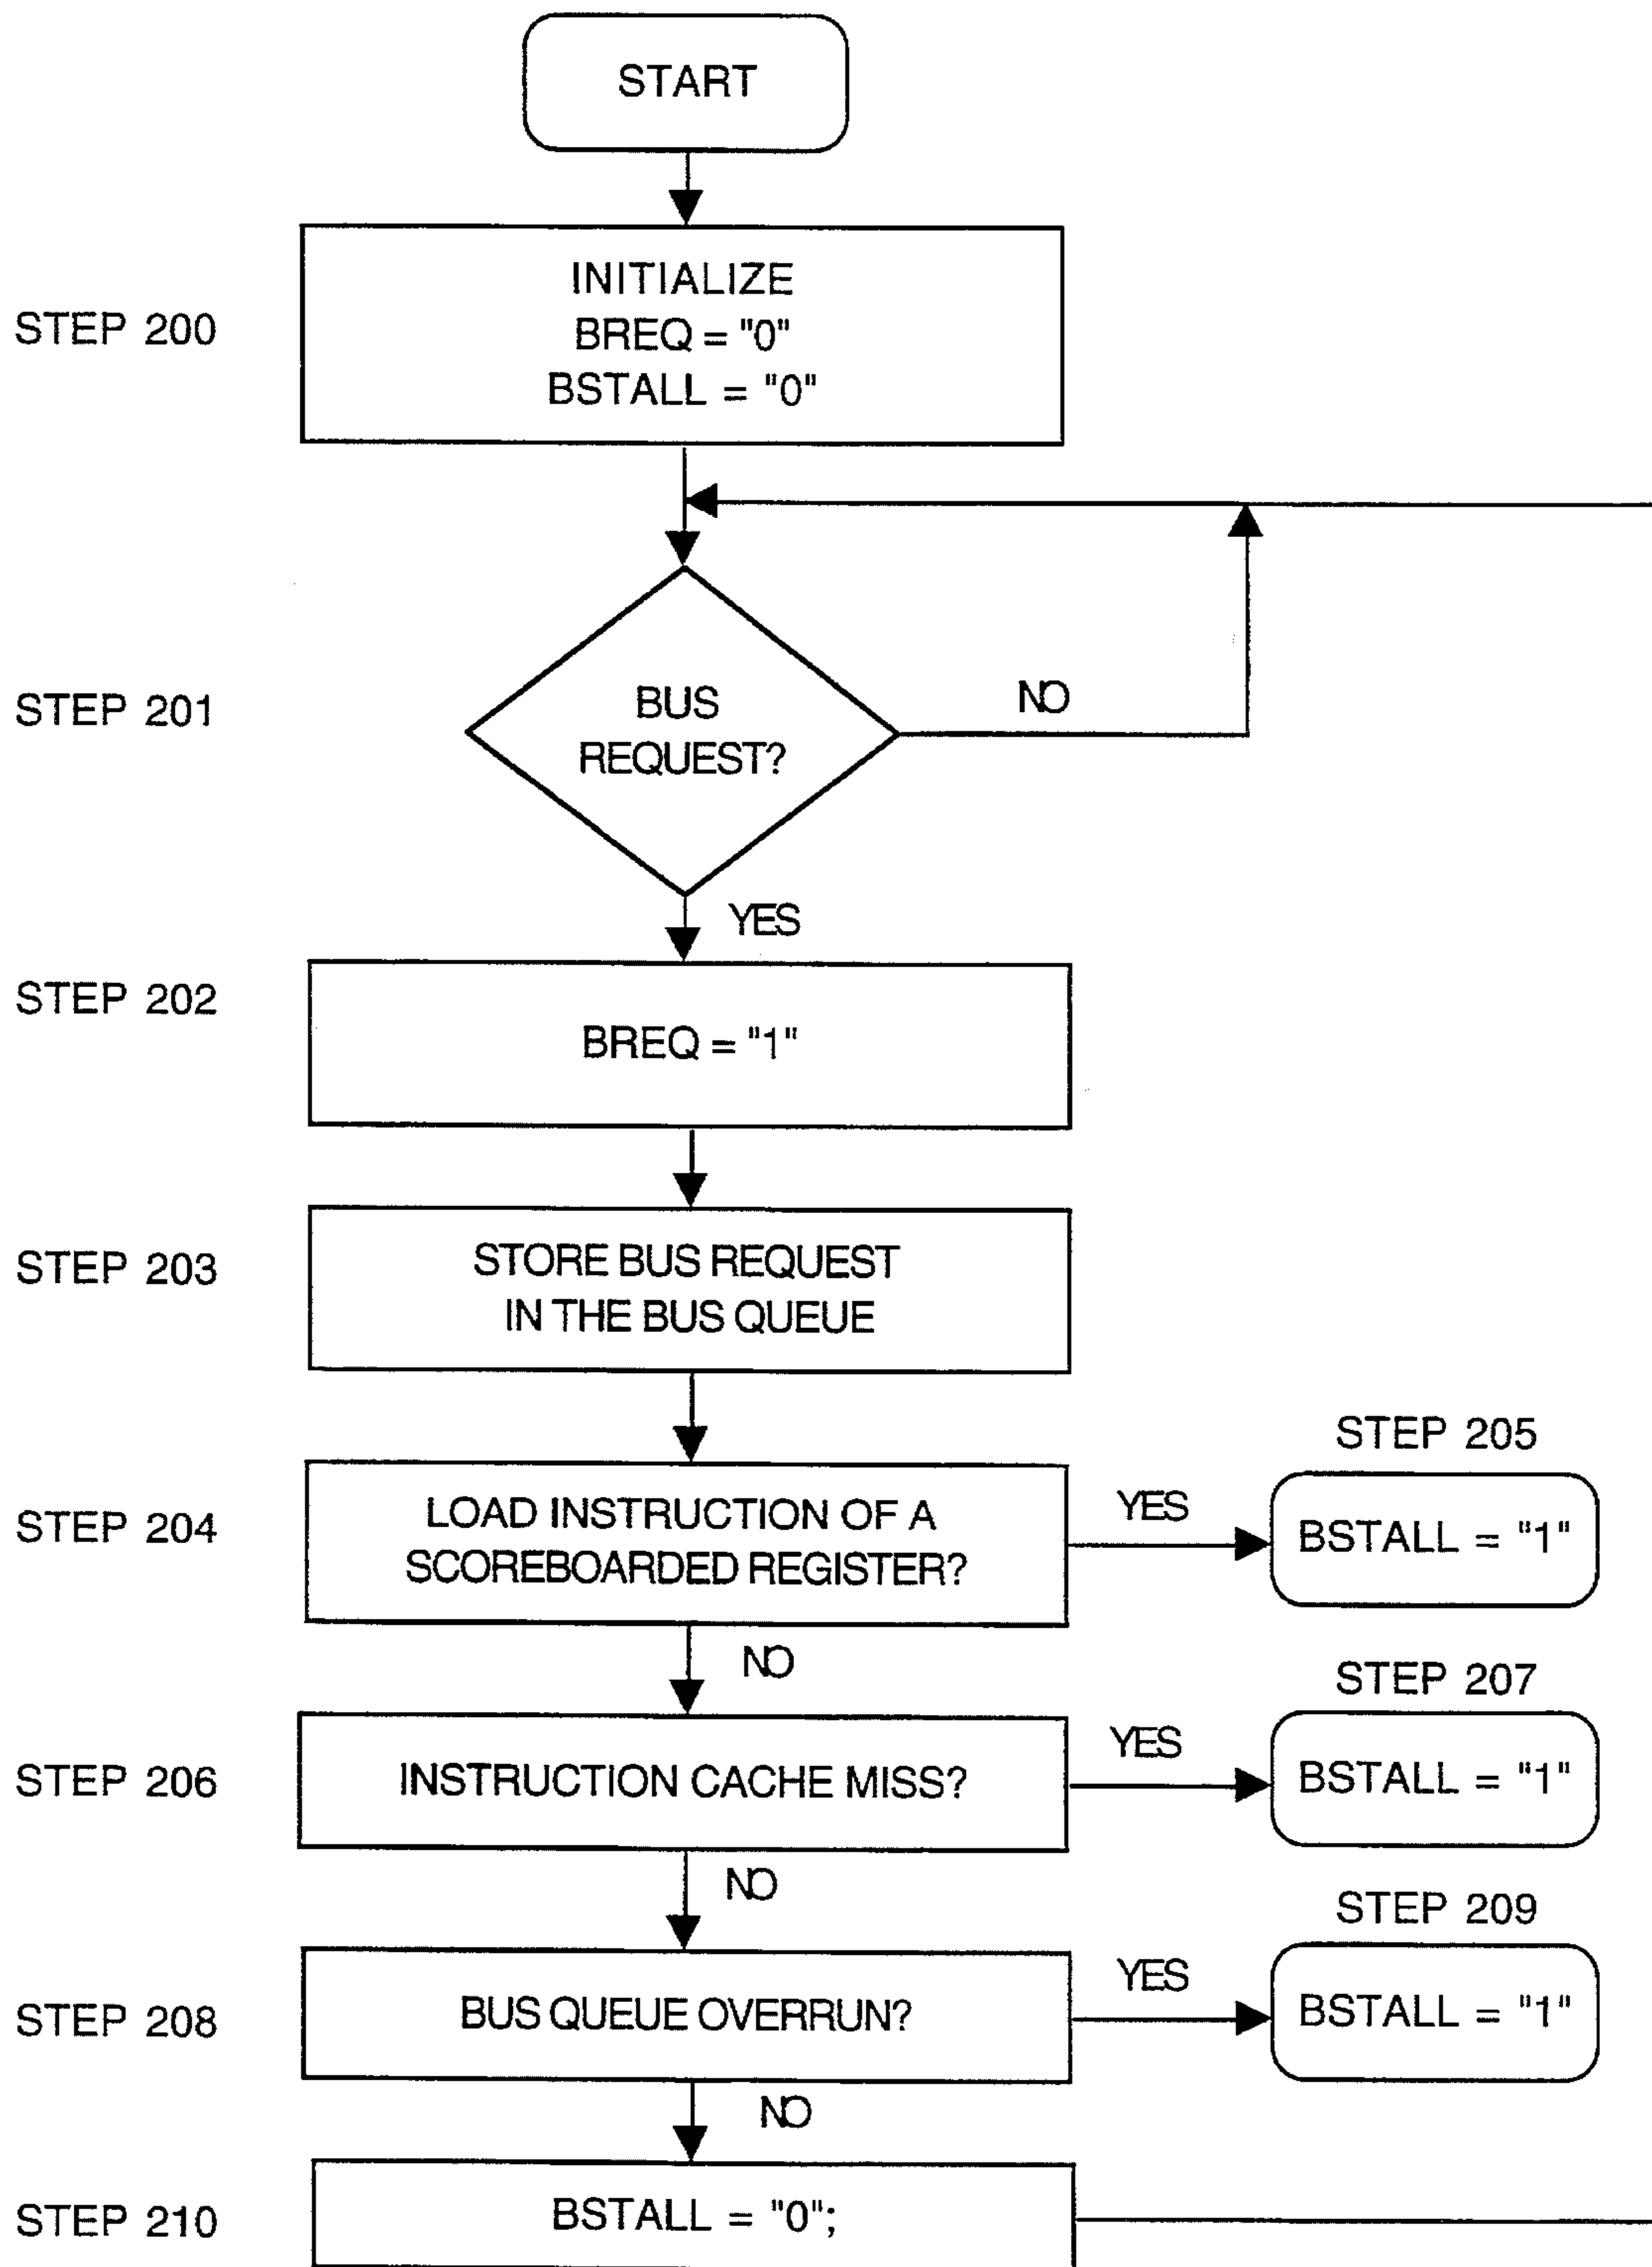 START
STEP 200
INITIALIZE
BREQ = "0"
BSTALL = "0"
STEP 201
BUS
REQUEST?
NO
YES
STEP 202
BREQ = "1"
STEP 203
STORE BUS REQUEST
IN THE BUS QUEUE
STEP 204
LOAD INSTRUCTION OF A
SCOREBOARDED REGISTER?
YES
STEP 205
BSTALL = "1"
NO
STEP 206
INSTRUCTION CACHE MISS?
YES
STEP 207
BSTALL = "1"
NO
STEP 208
BUS QUEUE OVERRUN?
YES
STEP 209
BSTALL = "1"
NO
STEP 210
BSTALL = "0";